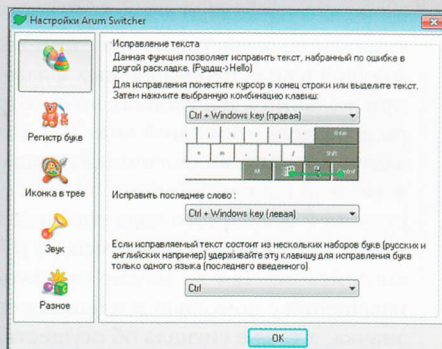 Настройки Arum Switcher
Исправление текста
Данная функция позволяет исправить текст, набранный по ошибке в
другой раскладке. (Руддщ->Hello)
Для исправления поместите курсор в конец строки или выделите текст.
Затем нажмите выбранную комбинацию клавиш:
Ctrl + Windows key (правая)
Регистр букв
Иконка в трее
Звук
Разное
Исправить последнее слово :
Ctrl + Windows key (левая)
Если исправляемый текст состоит из нескольких наборов букв (русских и
английских например) удерживайте эту клавишу для исправления букв
только одного языка (последнего введенного)
Ctrl
OK